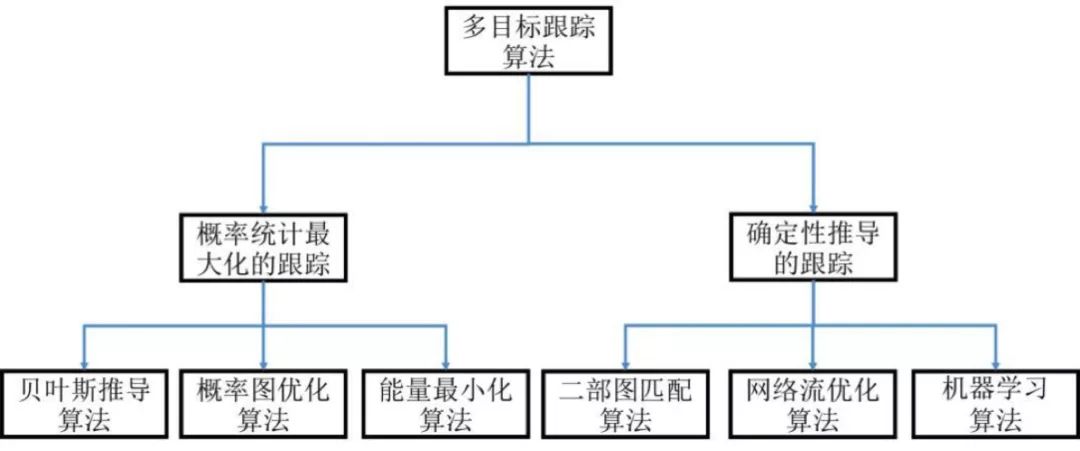 多目标跟踪
算法
概率统计最
大化的跟踪
确定性推导
的跟踪
贝叶斯推导
算法
概率图优化
算法
能量最小化
算法
二部图匹配
算法
网络流优化
算法
机器学习
算法